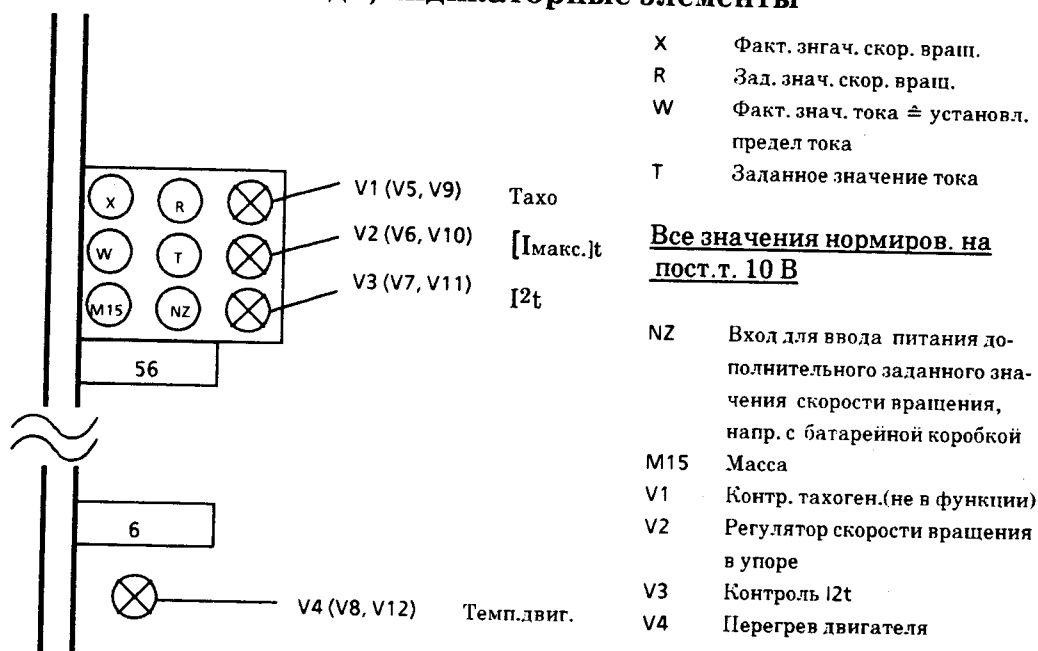 индикаторные элементы
X Факт. знгач. скор. вращ.
R Зад. знач. скор. вращ.
W Факт. знач. тока ≙ установл.
предел тока
T Заданное значение тока
Все значения нормиров. на
пост.т. 10 В
NZ Вход для ввода питания до-
полнительного заданного зна-
чения скорости вращения,
напр. с батарейной коробкой
M15 Масса
V1 Контр. тахоген.(не в функции)
V2 Регулятор скорости вращения
в упоре
V3 Контроль I2t
V4 Перегрев двигателя
X R V1 (V5, V9) Тахо
W T V2 (V6, V10) [Iмакс.]t
M15 NZ V3 (V7, V11) I2t
56
6
V4 (V8, V12) Темп.двиг.